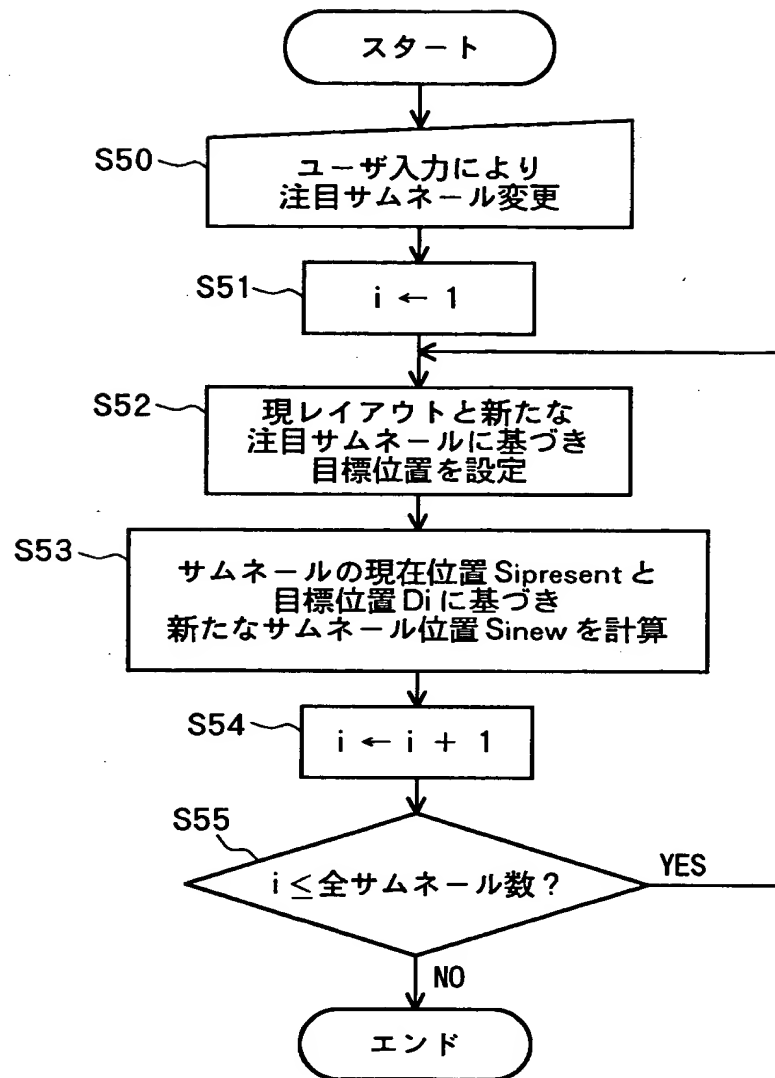 スタート
S50
ユーザ入力により
注目サムネール変更
S51
i ← 1
S52
現レイアウトと新たな
注目サムネールに基づき
目標位置を設定
S53
サムネールの現在位置 Sipresent と
目標位置 Di に基づき
新たなサムネール位置 Sinew を計算
S54
i ← i + 1
S55
i ≤ 全サムネール数?
YES
NO
エンド